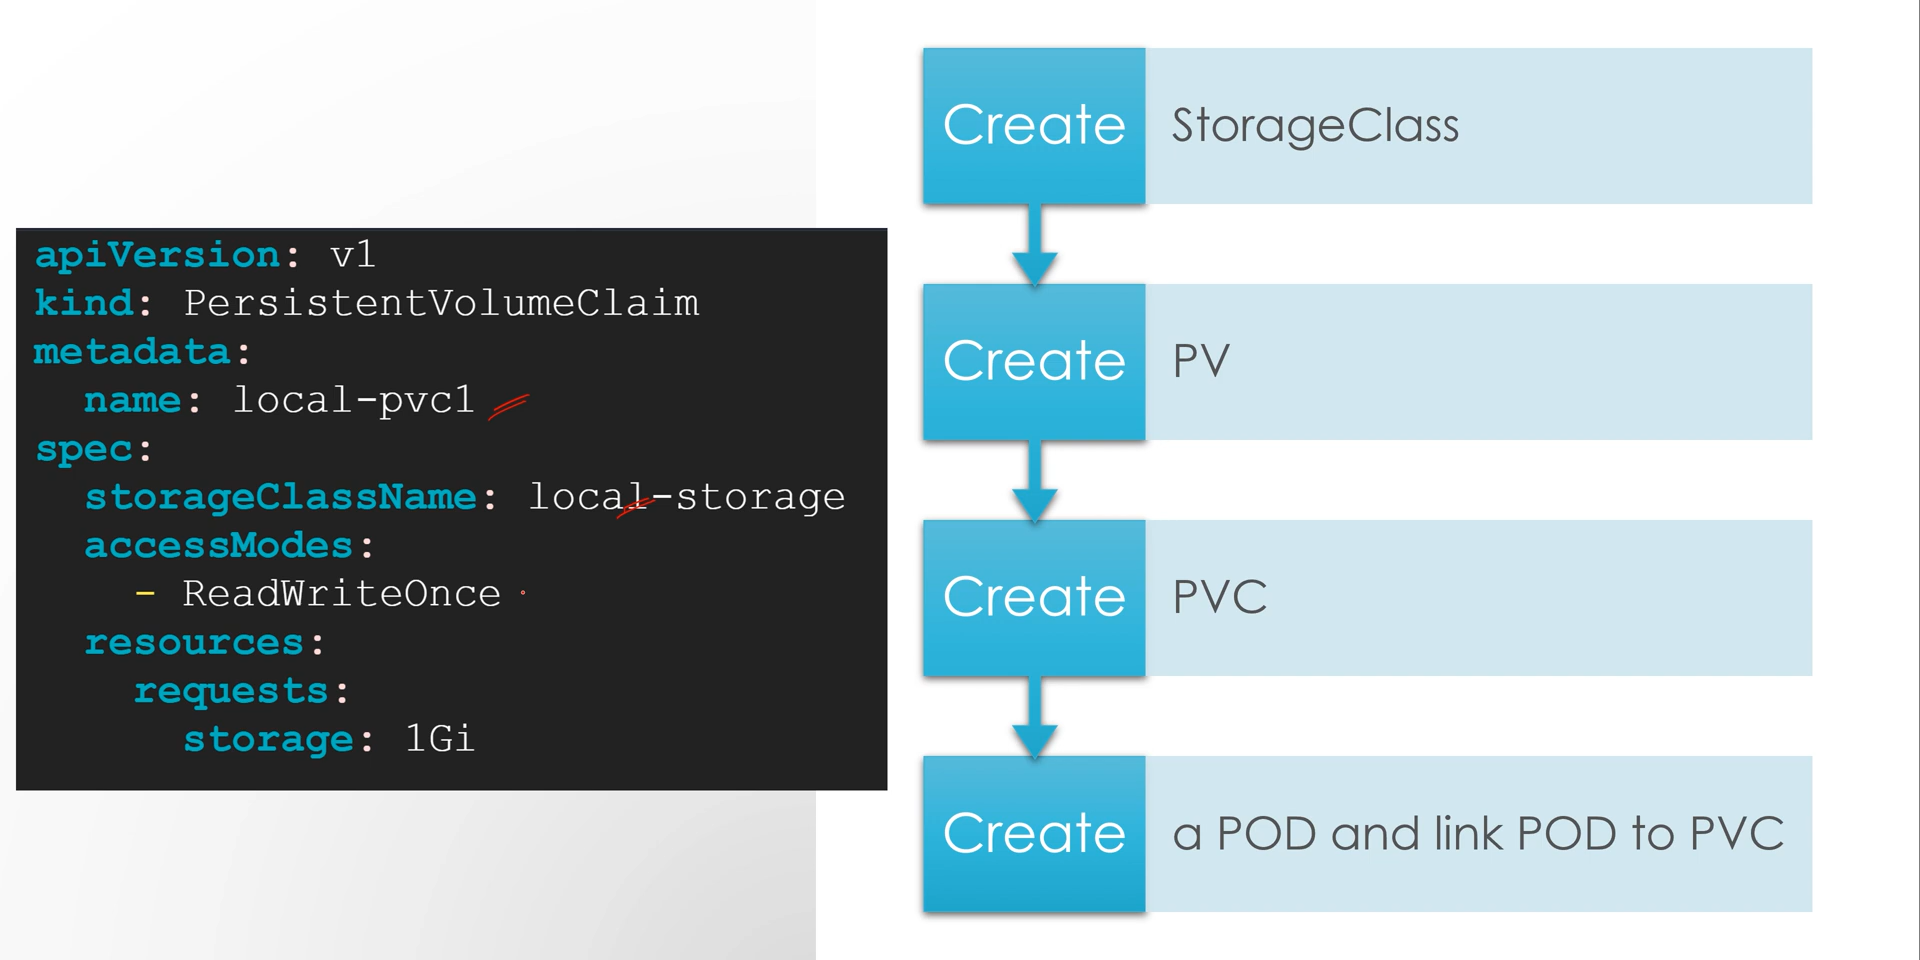 apiVersion: v1
kind: PersistentVolumeClaim
metadata:
  name: local-pvc1
spec:
  storageClassName: local-storage
  accessModes:
    - ReadWriteOnce
  resources:
    requests:
      storage: 1Gi
Create StorageClass
Create PV
Create PVC
Create a POD and link POD to PVC